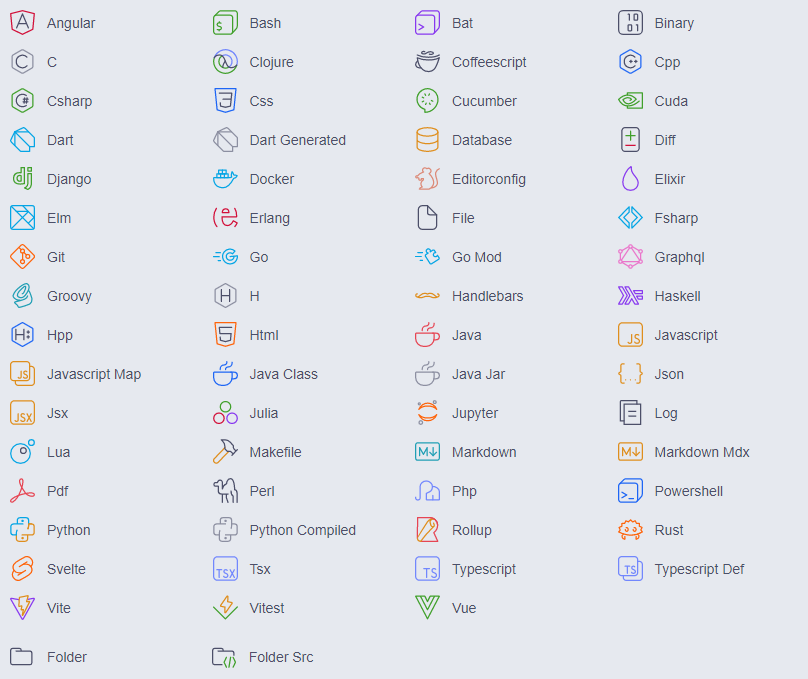 Angular Bash Bat Binary
C Clojure Coffeescript Cpp
Csharp Css Cucumber Cuda
Dart Dart Generated Database Diff
Django Docker Editorconfig Elixir
Elm Erlang File Fsharp
Git Go Go Mod Graphql
Groovy H Handlebars Haskell
Hpp Html Java Javascript
Javascript Map Java Class Java Jar Json
Jsx Julia Jupyter Log
Lua Makefile Markdown Markdown Mdx
Pdf Perl Php Powershell
Python Python Compiled Rollup Rust
Svelte Tsx Typescript Typescript Def
Vite Vitest Vue
Folder Folder Src